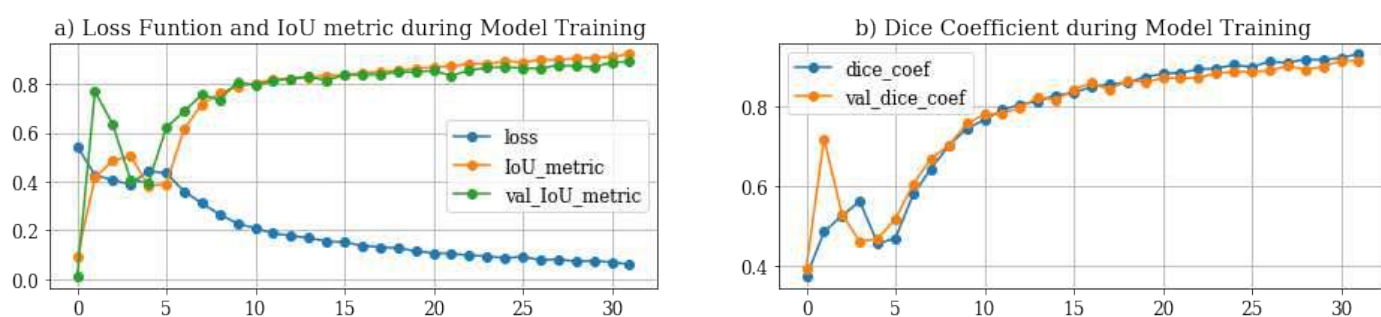 a) Loss Funtion and IoU metric during Model Training
0.8
0.6
0.4
0.2
0.0
loss
IoU_metric
val_IoU_metric
0 5 10 15 20 25 30
b) Dice Coefficient during Model Training
0.8
0.6
0.4
dice_coef
val_dice_coef
0 5 10 15 20 25 30